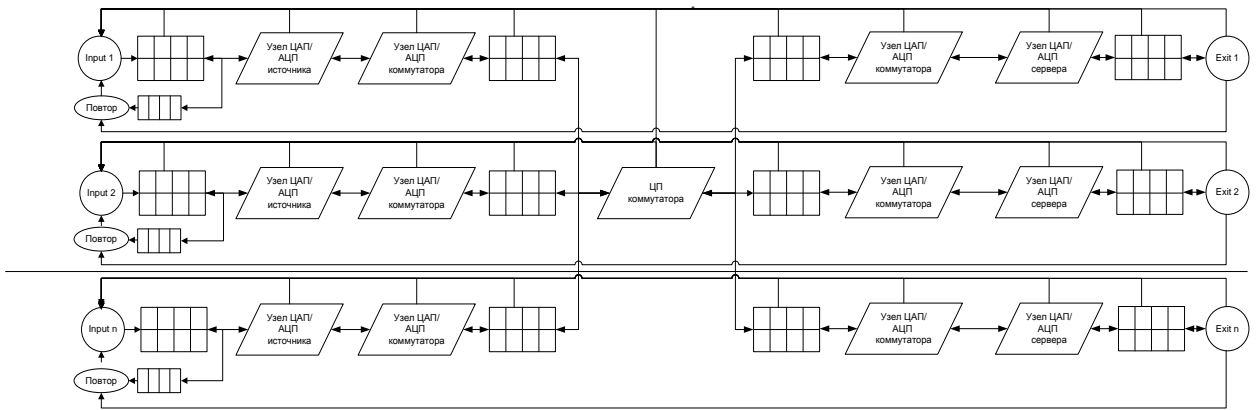 Input 1
Узел ЦАП/
АЦП
источника
Узел ЦАП/
АЦП
коммутатора
Узел ЦАП/
АЦП
коммутатора
Узел ЦАП/
АЦП
сервера
Exit 1
Повтор
Input 2
Узел ЦАП/
АЦП
источника
Узел ЦАП/
АЦП
коммутатора
ЦП
коммутатора
Узел ЦАП/
АЦП
коммутатора
Узел ЦАП/
АЦП
сервера
Exit 2
Повтор
Input n
Узел ЦАП/
АЦП
источника
Узел ЦАП/
АЦП
коммутатора
Узел ЦАП/
АЦП
коммутатора
Узел ЦАП/
АЦП
сервера
Exit n
Повтор